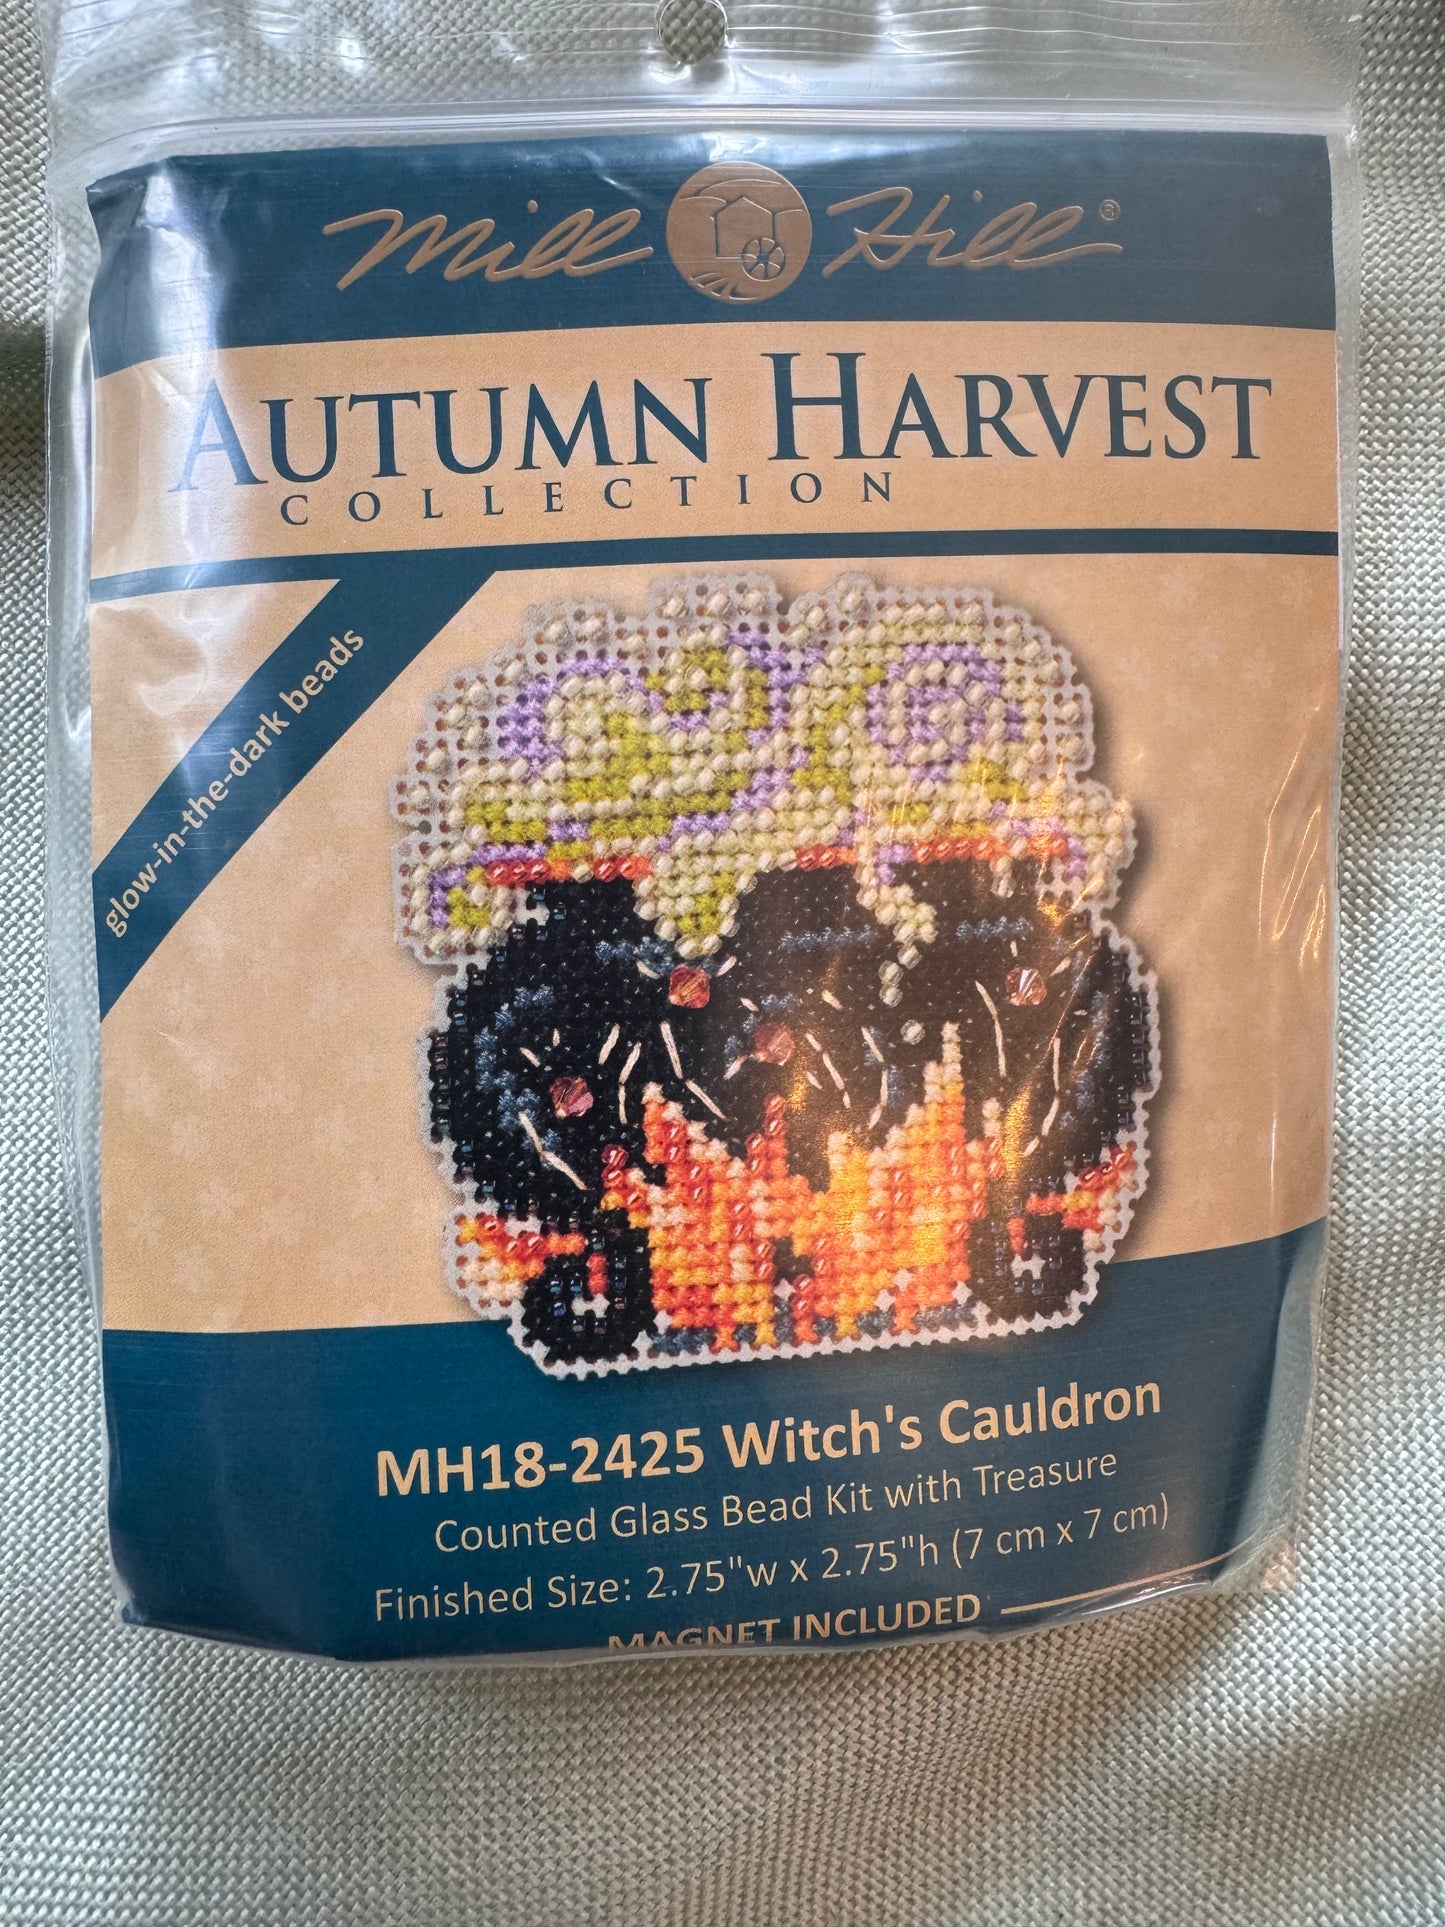 Mill Hill®
AUTUMN HARVEST
COLLECTION
glow-in-the-dark beads
MH18-2425 Witch's Cauldron
Counted Glass Bead Kit with Treasure
Finished Size: 2.75"w x 2.75"h (7 cm x 7 cm)
MAGNET INCLUDED